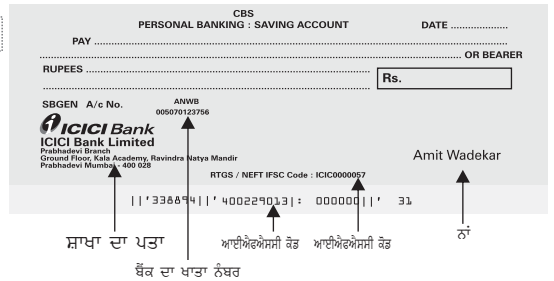 CBS
PERSONAL BANKING : SAVING ACCOUNT
DATE ...................
PAY ................................................................................
................................................................................ OR BEARER
RUPEES ................................................................................
................................................................................
Rs.
SBGEN A/c No.
ANWB
005070123756
ICICI Bank
ICICI Bank Limited
Prabhadevi Branch
Ground Floor, Kala Academy, Ravindra Natya Mandir
Prabhadevi Mumbai - 400 028
Amit Wadekar
RTGS / NEFT IFSC Code : ICIC0000057
||'338894||' 400229013|: 000000||' 31
ਸ਼ਾਖਾ ਦਾ ਪਤਾ
ਆਈਐਫਐਸਸੀ ਕੋਡ
ਆਈਐਫਐਸਸੀ ਕੋਡ
ਨਾਂ
ਬੈਂਕ ਦਾ ਖਾਤਾ ਨੰਬਰ